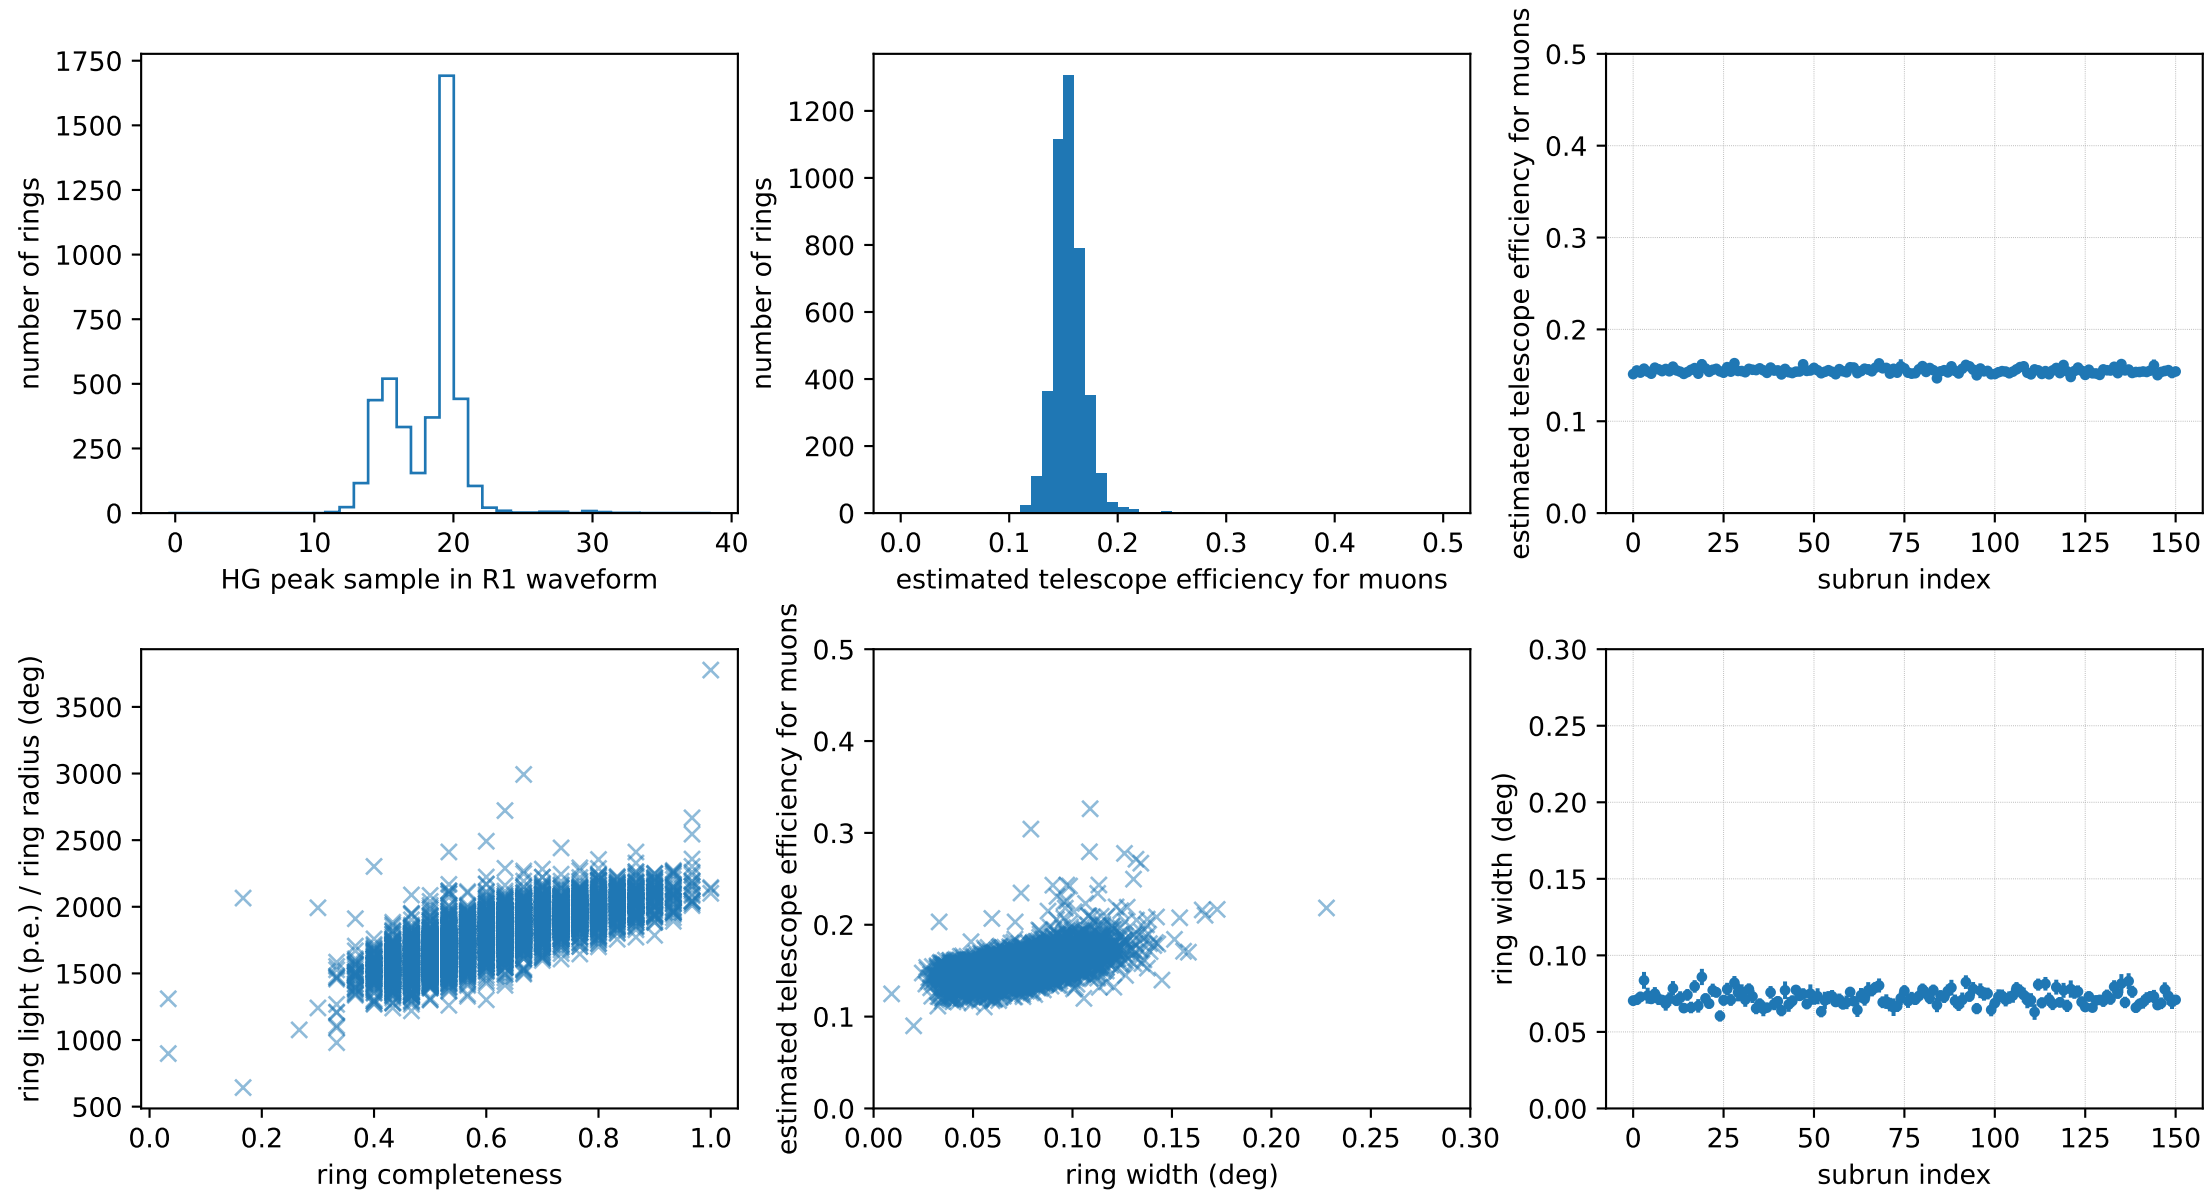 1750
1500
1250
1000
750
500
250
0
number of rings
0 10 20 30 40
HG peak sample in R1 waveform
1200
1000
800
600
400
200
0
number of rings
0.0 0.1 0.2 0.3 0.4 0.5
estimated telescope efficiency for muons
0.5
0.4
0.3
0.2
0.1
0.0
estimated telescope efficiency for muons
0 25 50 75 100 125 150
subrun index
3500
3000
2500
2000
1500
1000
500
ring light (p.e.) / ring radius (deg)
0.0 0.2 0.4 0.6 0.8 1.0
ring completeness
0.5
0.4
0.3
0.2
0.1
0.0
estimated telescope efficiency for muons
0.00 0.05 0.10 0.15 0.20 0.25 0.30
ring width (deg)
0.30
0.25
0.20
0.15
0.10
0.05
0.00
ring width (deg)
0 25 50 75 100 125 150
subrun index